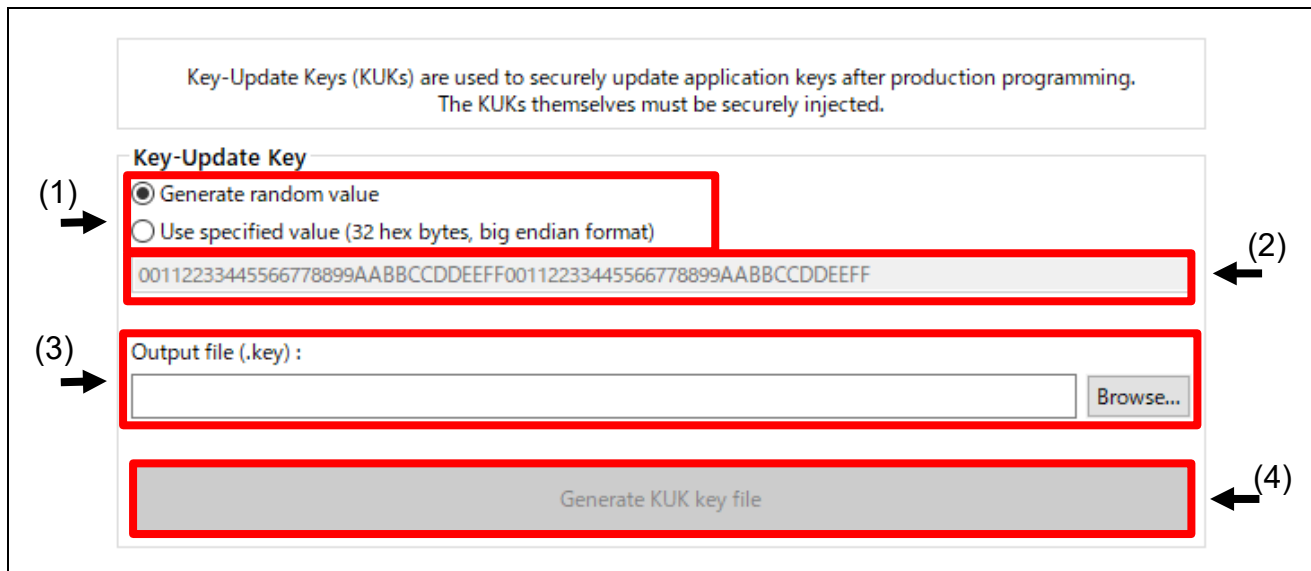 Key-Update Keys (KUKs) are used to securely update application keys after production programming.
The KUKs themselves must be securely injected.
Key-Update Key
(1)
Generate random value
Use specified value (32 hex bytes, big endian format)
(2)
00112233445566778899AABBCCDDEEFF00112233445566778899AABBCCDDEEFF
(3)
Output file (.key) :
Browse...
Generate KUK key file
(4)